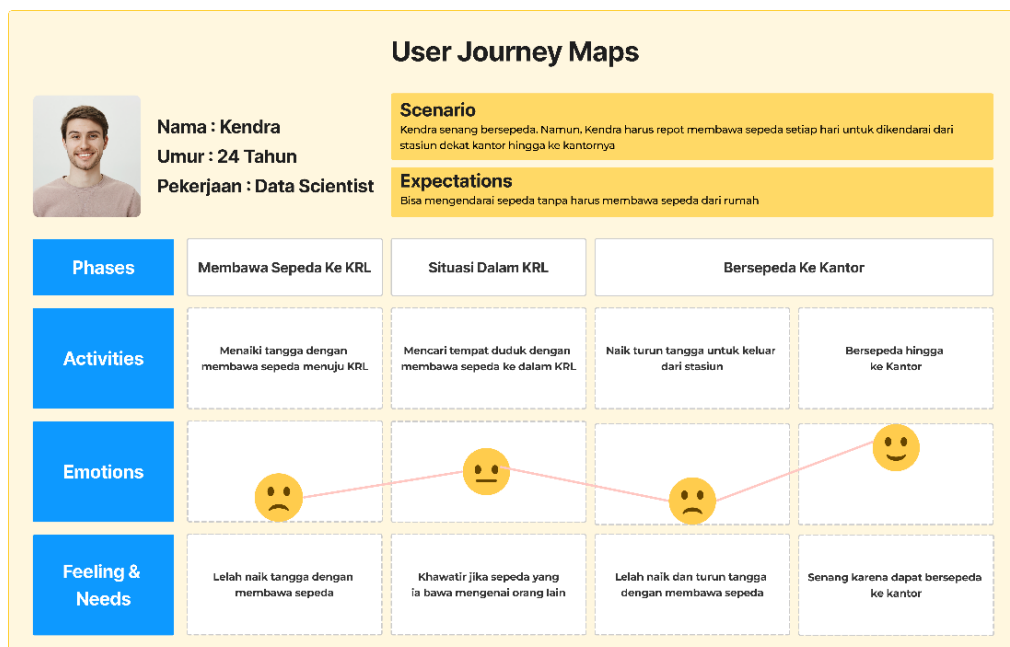 User Journey Maps
Nama : Kendra
Umur : 24 Tahun
Pekerjaan : Data Scientist
Scenario
Kendra senang bersepeda. Namun, Kendra harus repot membawa sepeda setiap hari untuk dikendarai dari
stasiun dekat kantor hingga ke kantornya
Expectations
Bisa mengendarai sepeda tanpa harus membawa sepeda dari rumah
Phases
Membawa Sepeda Ke KRL
Situasi Dalam KRL
Bersepeda Ke Kantor
Activities
Menaiki tangga dengan
membawa sepeda menuju KRL
Mencari tempat duduk dengan
membawa sepeda ke dalam KRL
Naik turun tangga untuk keluar
dari stasiun
Bersepeda hingga
ke Kantor
Emotions
Feeling &
Needs
Lelah naik tangga dengan
membawa sepeda
Khawatir jika sepeda yang
ia bawa mengenai orang lain
Lelah naik dan turun tangga
dengan membawa sepeda
Senang karena dapat bersepeda
ke kantor